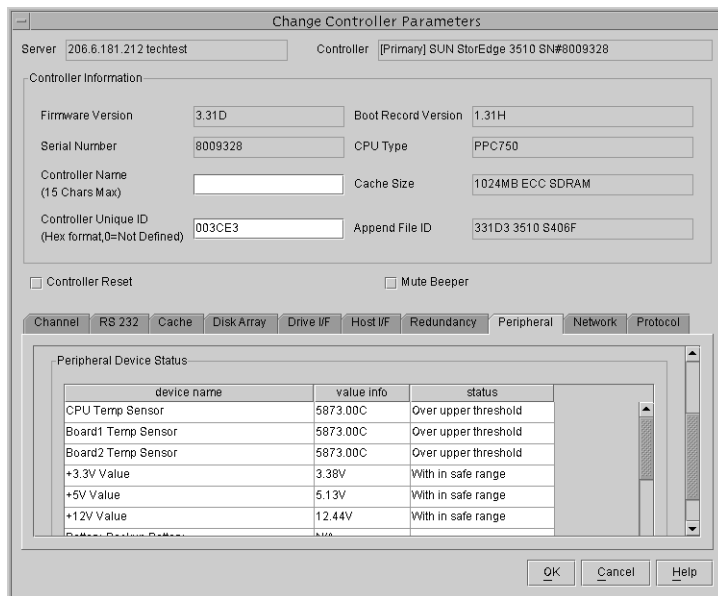 Change Controller Parameters
Server 206.6.181.212 techtest Controller [Primary] SUN StorEdge 3510 SN#8009328
Controller Information
Firmware Version 3.31D Boot Record Version 1.31H
Serial Number 8009328 CPU Type PPC750
Controller Name
(15 Chars Max) Cache Size 1024MB ECC SDRAM
Controller Unique ID
(Hex format,0=Not Defined) 003CE3 Append File ID 331D3 3510 S406F
Controller Reset Mute Beeper
Channel RS 232 Cache Disk Array Drive I/F Host I/F Redundancy Peripheral Network Protocol
Peripheral Device Status
device name value info status
CPU Temp Sensor 5873.00C Over upper threshold
Board1 Temp Sensor 5873.00C Over upper threshold
Board2 Temp Sensor 5873.00C Over upper threshold
+3.3V Value 3.38V With in safe range
+5V Value 5.13V With in safe range
+12V Value 12.44V With in safe range
Battery Backup Battery N/A
OK Cancel Help